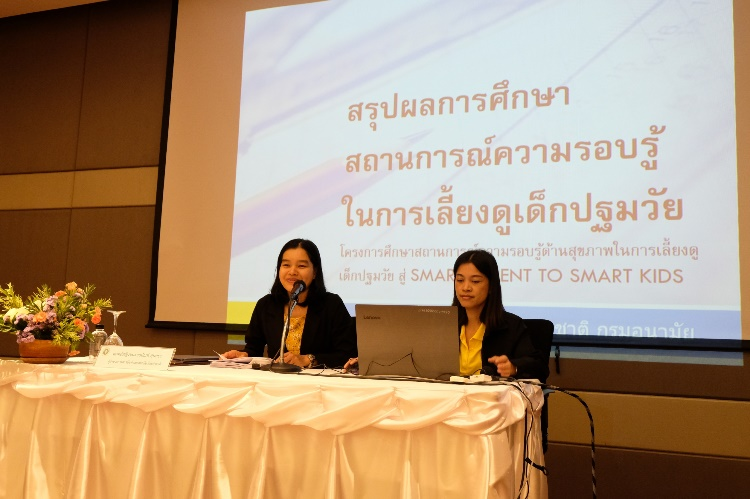 สรุปผลการศึกษา
สถานการณ์ความรอบรู้
ในการเลี้ยงดูเด็กปฐมวัย
โครงการศึกษาสถานการณ์ความรอบรู้ด้านสุขภาพในการเลี้ยงดู
เด็กปฐมวัย สู่ SMAR ENT TO SMART KIDS
ชาติ กรมอนามัย